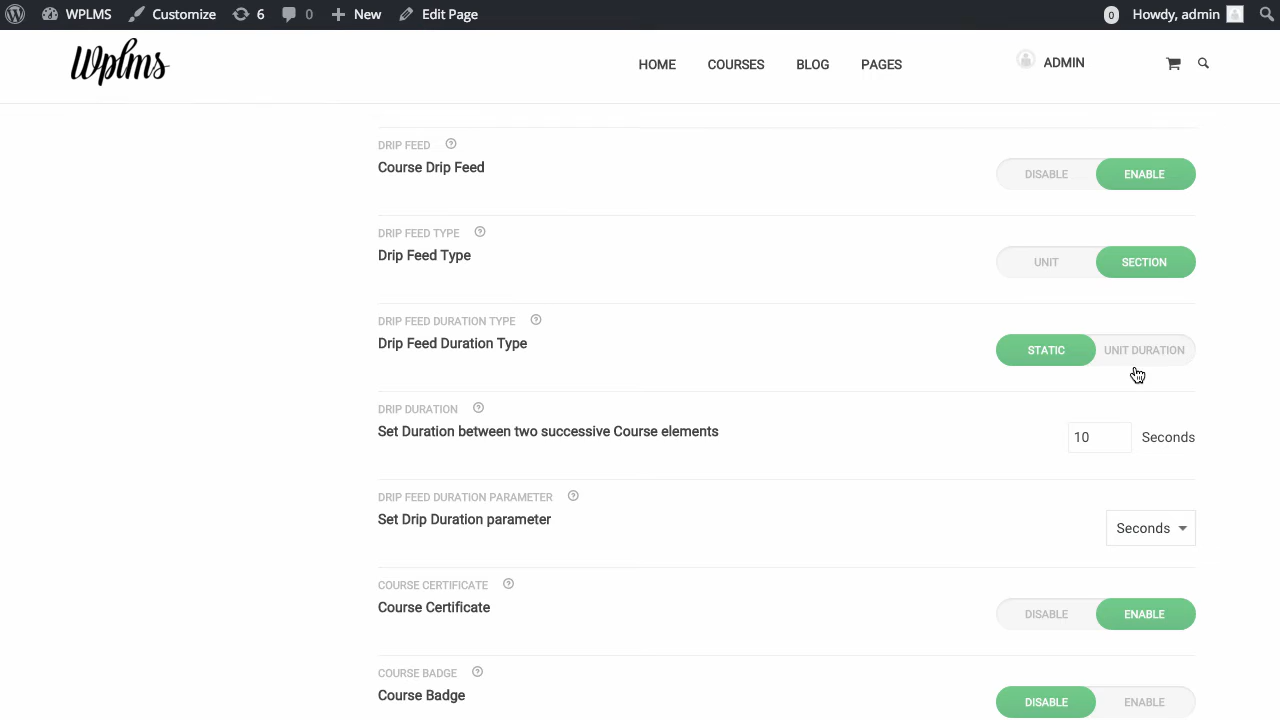 WPLMS Customize 6 0 New Edit Page 0 Howdy, admin
Wplms HOME COURSES BLOG PAGES ADMIN
DRIP FEED
Course Drip Feed DISABLE ENABLE
DRIP FEED TYPE
Drip Feed Type UNIT SECTION
DRIP FEED DURATION TYPE
Drip Feed Duration Type STATIC UNIT DURATION
DRIP DURATION
Set Duration between two successive Course elements 10 Seconds
DRIP FEED DURATION PARAMETER
Set Drip Duration parameter Seconds
COURSE CERTIFICATE
Course Certificate DISABLE ENABLE
COURSE BADGE
Course Badge DISABLE ENABLE